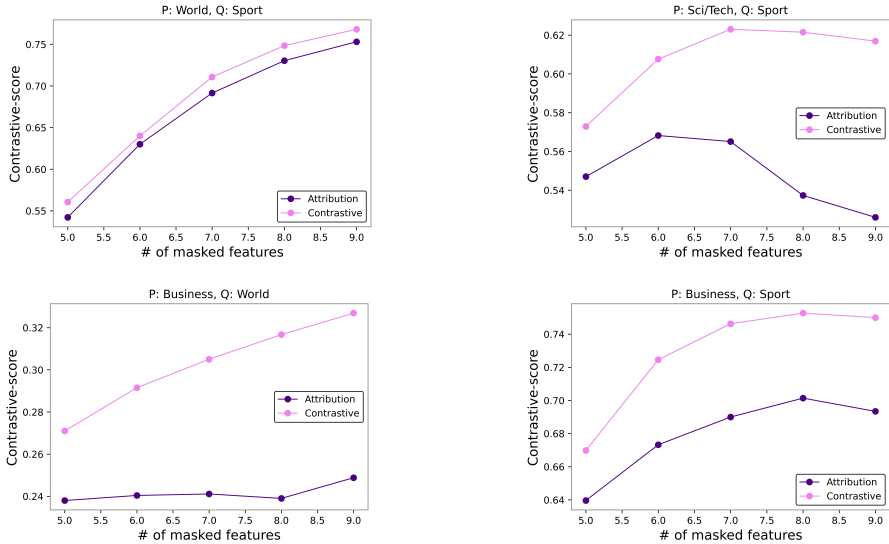 P: World, Q: Sport
Contrastive-score
0.75
0.70
0.65
0.60
0.55
Attribution
Contrastive
5.0 5.5 6.0 6.5 7.0 7.5 8.0 8.5 9.0
# of masked features
P: Sci/Tech, Q: Sport
Contrastive-score
0.62
0.60
0.58
0.56
0.54
Attribution
Contrastive
5.0 5.5 6.0 6.5 7.0 7.5 8.0 8.5 9.0
# of masked features
P: Business, Q: World
Contrastive-score
0.32
0.30
0.28
0.26
0.24
Attribution
Contrastive
5.0 5.5 6.0 6.5 7.0 7.5 8.0 8.5 9.0
# of masked features
P: Business, Q: Sport
Contrastive-score
0.74
0.72
0.70
0.68
0.66
0.64
Attribution
Contrastive
5.0 5.5 6.0 6.5 7.0 7.5 8.0 8.5 9.0
# of masked features